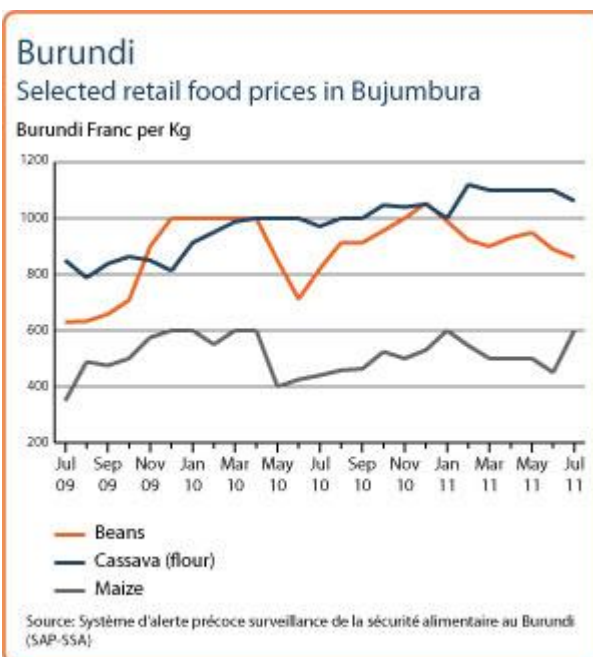 Burundi
Selected retail food prices in Bujumbura
Burundi Franc per Kg
1200
1000
800
600
400
200
Jul Sep Nov Jan Mar May Jul Sep Nov Jan Mar May Jul
09 09 09 10 10 10 10 10 10 11 11 11 11
Beans
Cassava (flour)
Maize
Source: Système d'alerte précoce surveillance de la sécurité alimentaire au Burundi
(SAP-SSA)